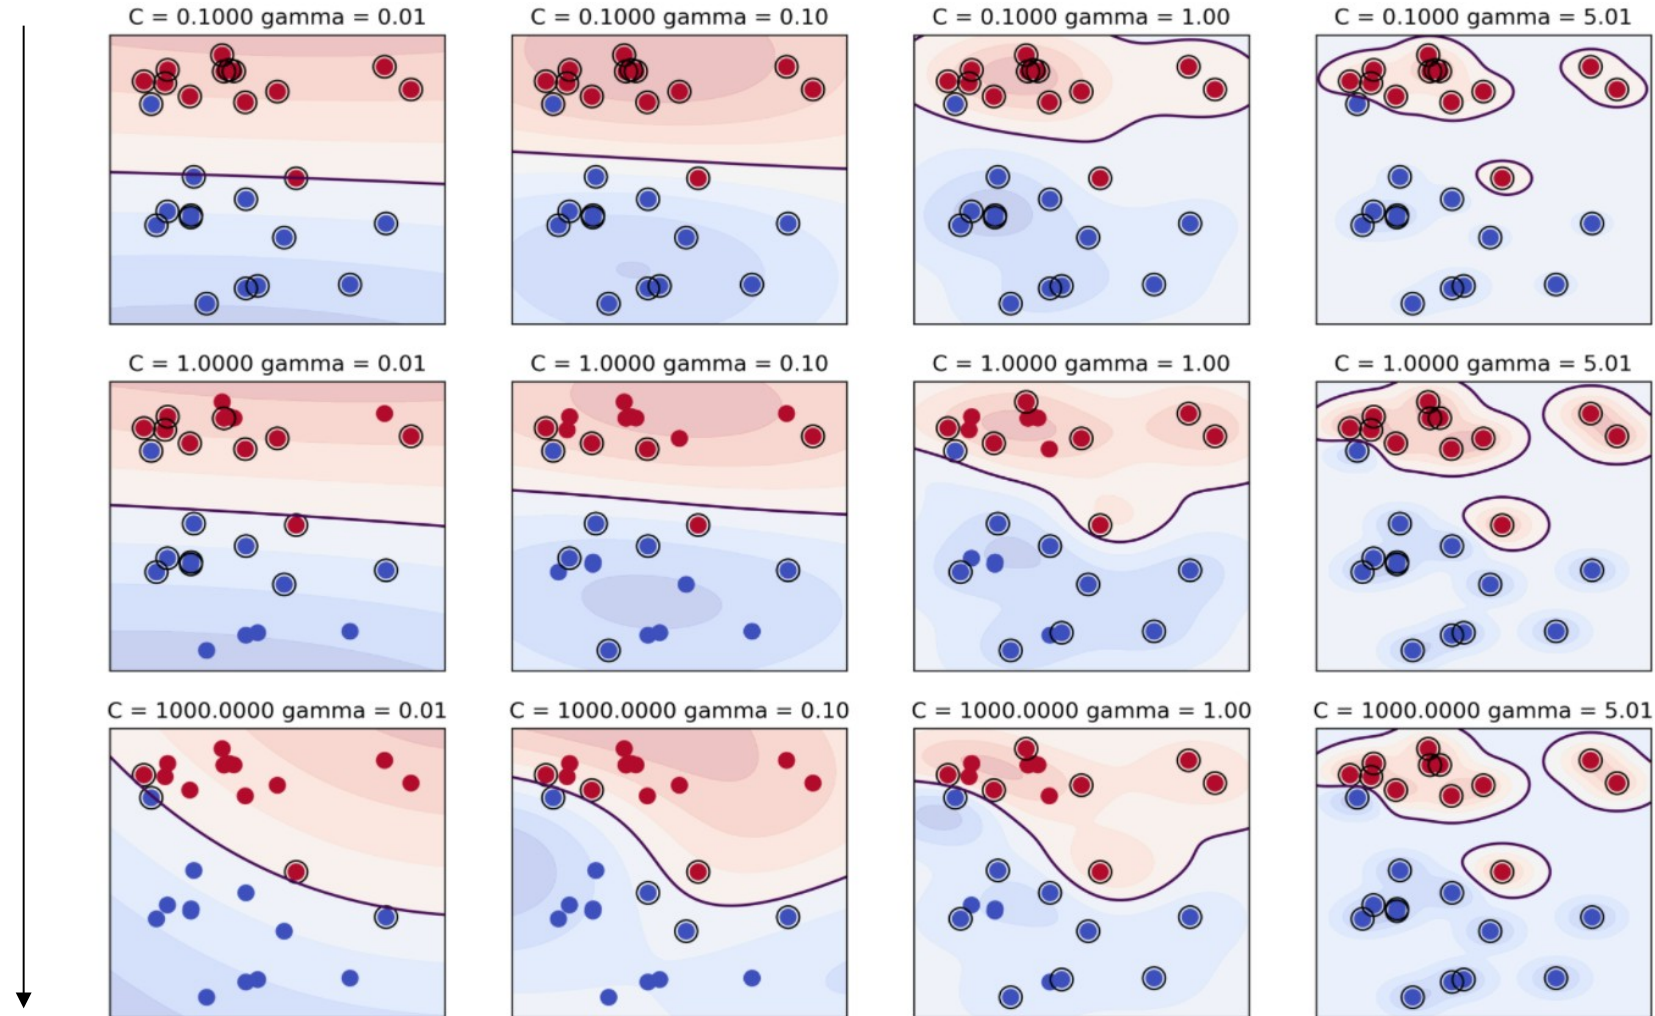 C = 0.1000 gamma = 0.01
C = 0.1000 gamma = 0.10
C = 0.1000 gamma = 1.00
C = 0.1000 gamma = 5.01
C = 1.0000 gamma = 0.01
C = 1.0000 gamma = 0.10
C = 1.0000 gamma = 1.00
C = 1.0000 gamma = 5.01
C = 1000.0000 gamma = 0.01
C = 1000.0000 gamma = 0.10
C = 1000.0000 gamma = 1.00
C = 1000.0000 gamma = 5.01